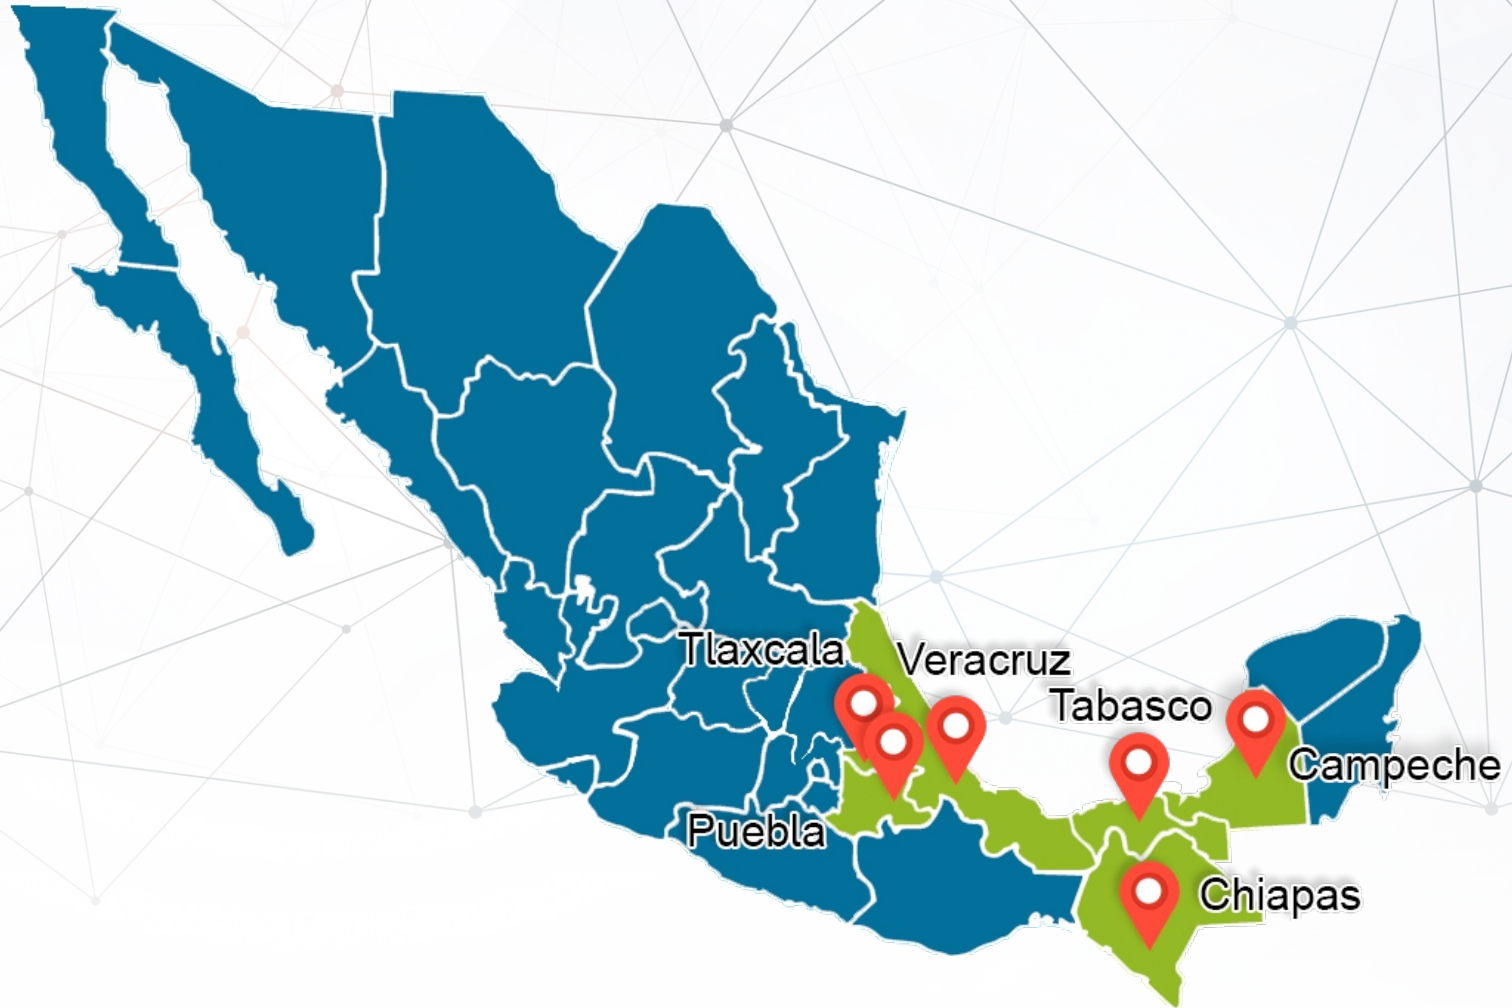 Tlaxcala
Veracruz
Tabasco
Campeche
Puebla
Chiapas